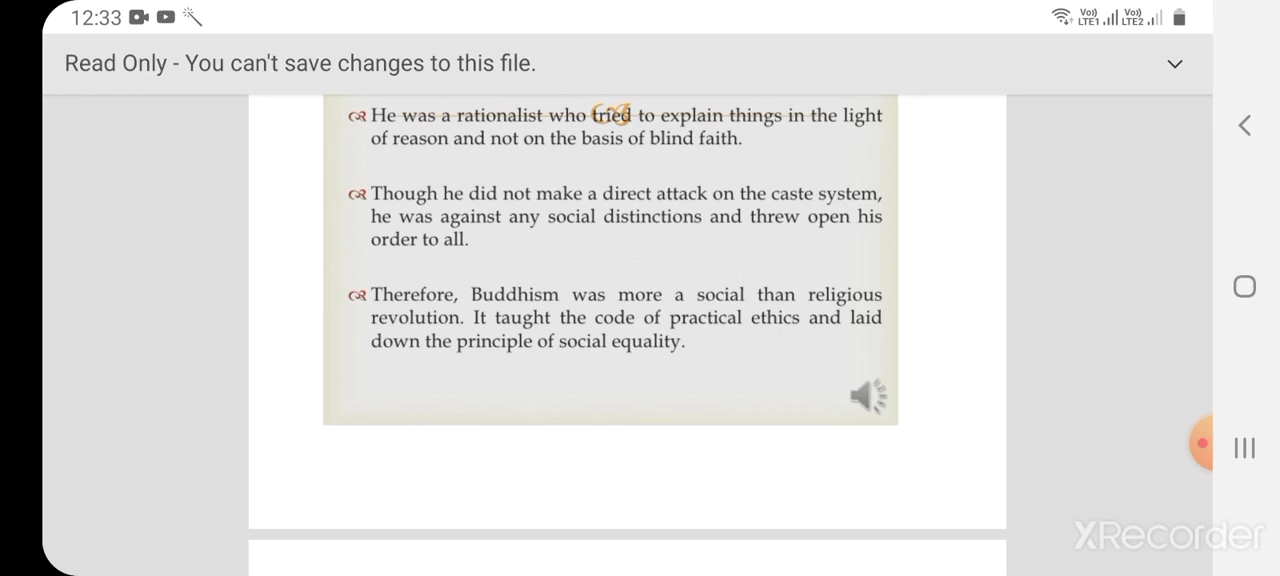 12:33
Vo)) LTE1 Vo)) LTE2
Read Only - You can't save changes to this file.
He was a rationalist who tried to explain things in the light
of reason and not on the basis of blind faith.
Though he did not make a direct attack on the caste system,
he was against any social distinctions and threw open his
order to all.
Therefore, Buddhism was more a social than religious
revolution. It taught the code of practical ethics and laid
down the principle of social equality.
XRecorder